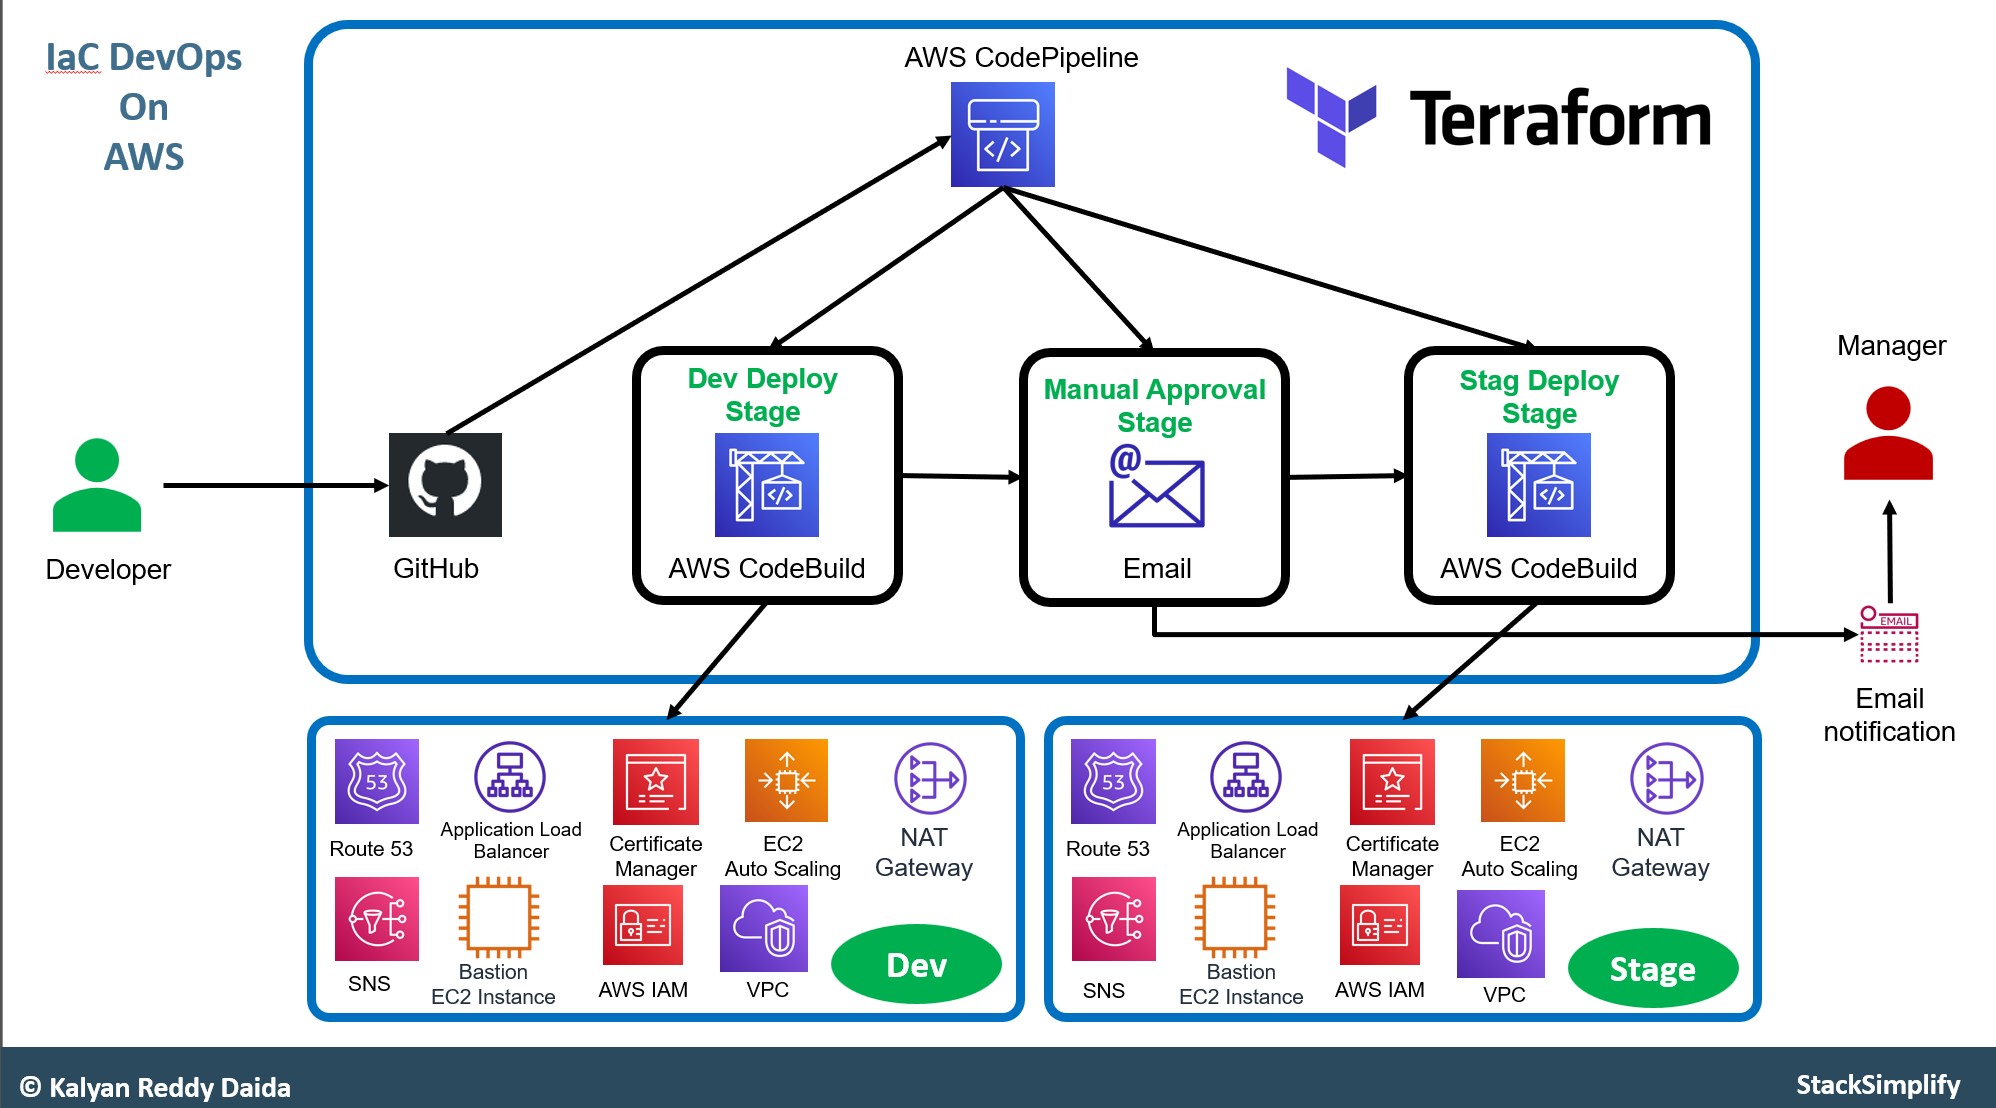 IaC DevOps
On
AWS
AWS CodePipeline
Terraform
Dev Deploy
Stage
AWS CodeBuild
Manual Approval
Stage
@
Email
Stag Deploy
Stage
AWS CodeBuild
Manager
Developer
GitHub
EMAIL
Email
notification
53
Route 53
Application Load
Balancer
Certificate
Manager
EC2
Auto Scaling
NAT
Gateway
SNS
Bastion
EC2 Instance
AWS IAM
VPC
Dev
53
Route 53
Application Load
Balancer
Certificate
Manager
EC2
Auto Scaling
NAT
Gateway
SNS
Bastion
EC2 Instance
AWS IAM
VPC
Stage
© Kalyan Reddy Daida
StackSimplify